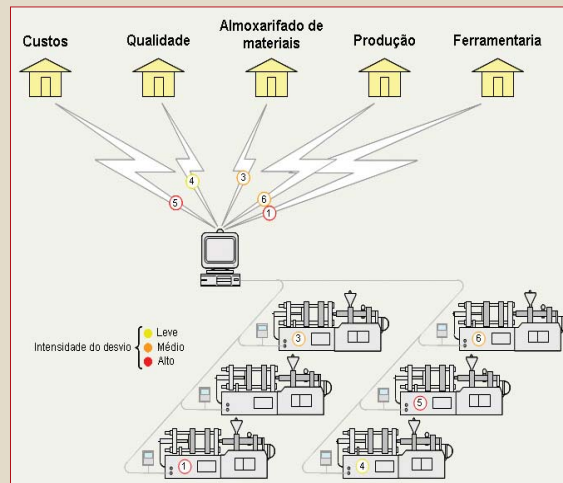 Custos
Qualidade
Almoxarifado de
materiais
Produção
Ferramentaria
4
3
5
6
1
Intensidade do desvio
Leve
Médio
Alto
3
6
5
1
4